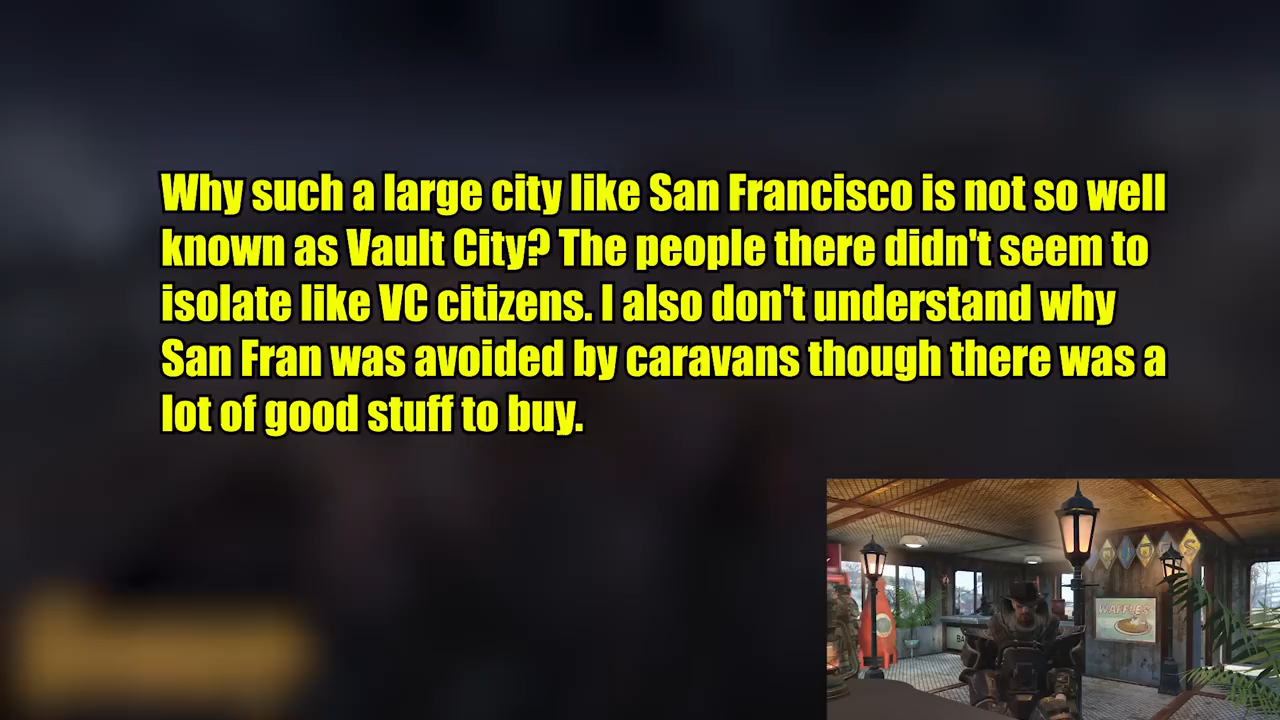 Why such a large city like San Francisco is not so well
known as Vault City? The people there didn't seem to
isolate like VC citizens. I also don't understand why
San Fran was avoided by caravans though there was a
lot of good stuff to buy.
WAFFLES